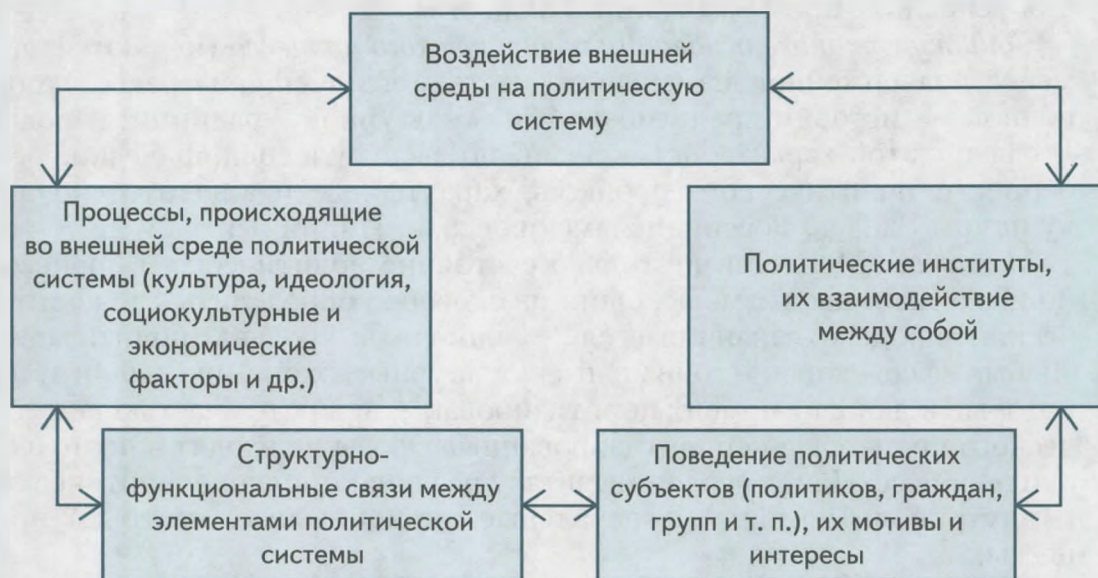 Воздействие внешней
среды на политическую
систему
Процессы, происходящие
во внешней среде политической
системы (культура, идеология,
социокультурные и
экономические
факторы и др.)
Политические институты,
их взаимодействие
между собой
Структурно-
функциональные связи между
элементами политической
системы
Поведение политических
субъектов (политиков, граждан,
групп и т. п.), их мотивы и
интересы